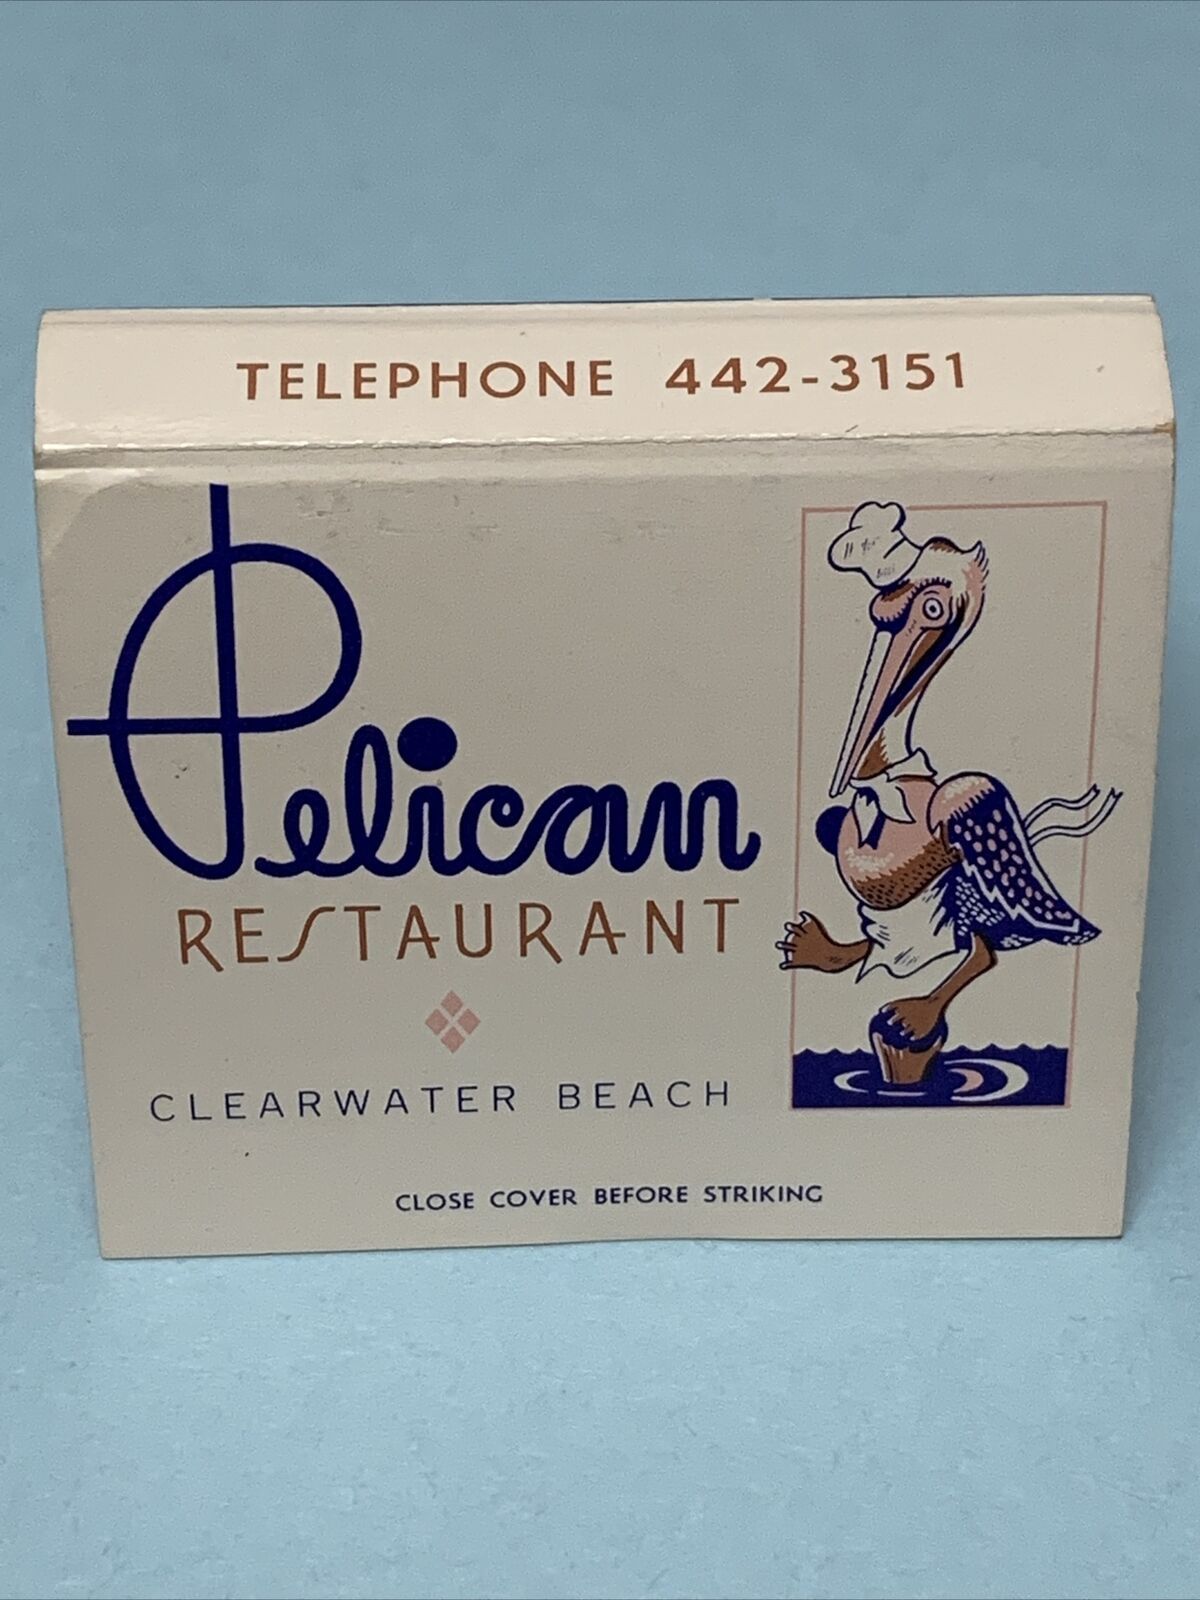 TELEPHONE 442-3151
Pelican
RESTAURANT
CLEARWATER BEACH
CLOSE COVER BEFORE STRIKING